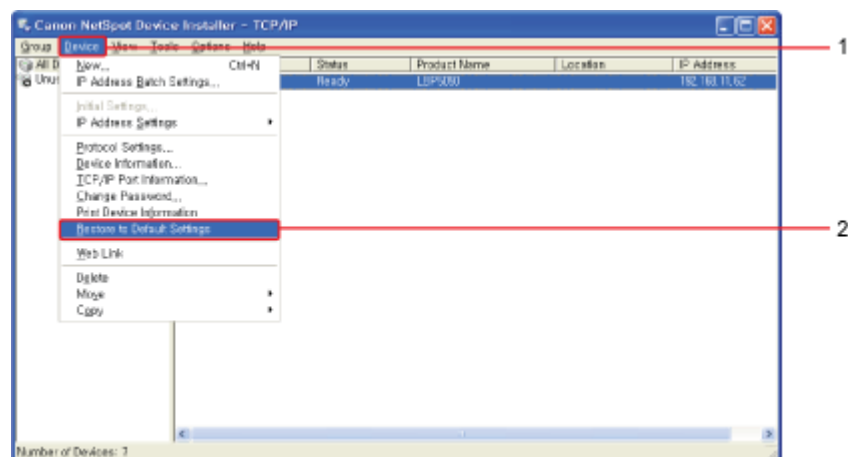 Canon NetSpot Device Installer - TCP/IP
Group Device View Tools Options Help
1
All D
Status Product Name Location IP Address
Unus
Ready LBP5050 192.168.11.62
New... Ctrl+N
IP Address Batch Settings...
Initial Settings...
IP Address Settings
Protocol Settings...
Device Information...
TCP/IP Port Information...
Change Password...
Print Device Information
Restore to Default Settings
2
Web Link
Delete
Move
Copy
Number of Devices: 7